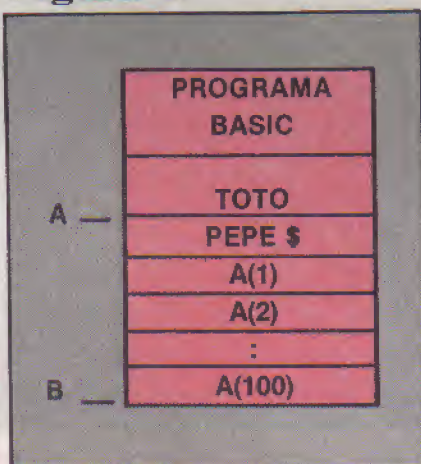 PROGRAMA
BASIC
TOTO
A
PEPE $
A(1)
A(2)
:
B
A(100)